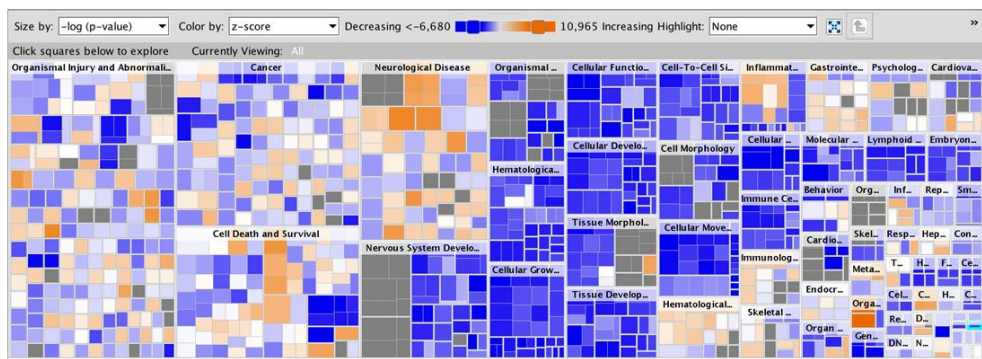 Size by: -log (p-value) Color by: z-score Decreasing <-6,680 10,965 Increasing Highlight: None »
Click squares below to explore Currently Viewing: All
Organismal Injury and Abnormali... Cancer Neurological Disease Organismal ... Cellular Functio... Cell-To-Cell Si... Inflammat... Gastrointe... Psycholog... Cardiova...
Cellular Develo... Cell Morphology Cellular ... Molecular ... Lymphoid ... Embryon...
Hematologica...
Behavior Org... Inf... Rep... Sm...
Immune Ce...
Tissue Morphol... Cellular Move...
Cell Death and Survival Cardio... Skel... Resp... Hep... Con...
Nervous System Develo... Immunolog...
Cellular Grow... Meta... T... H... F... Ce...
Endocr...
Tissue Develop... Hematological... Orga... Cel... C... H... C...
Skeletal ... Re... D...
Organ ... Gen... DN... N...